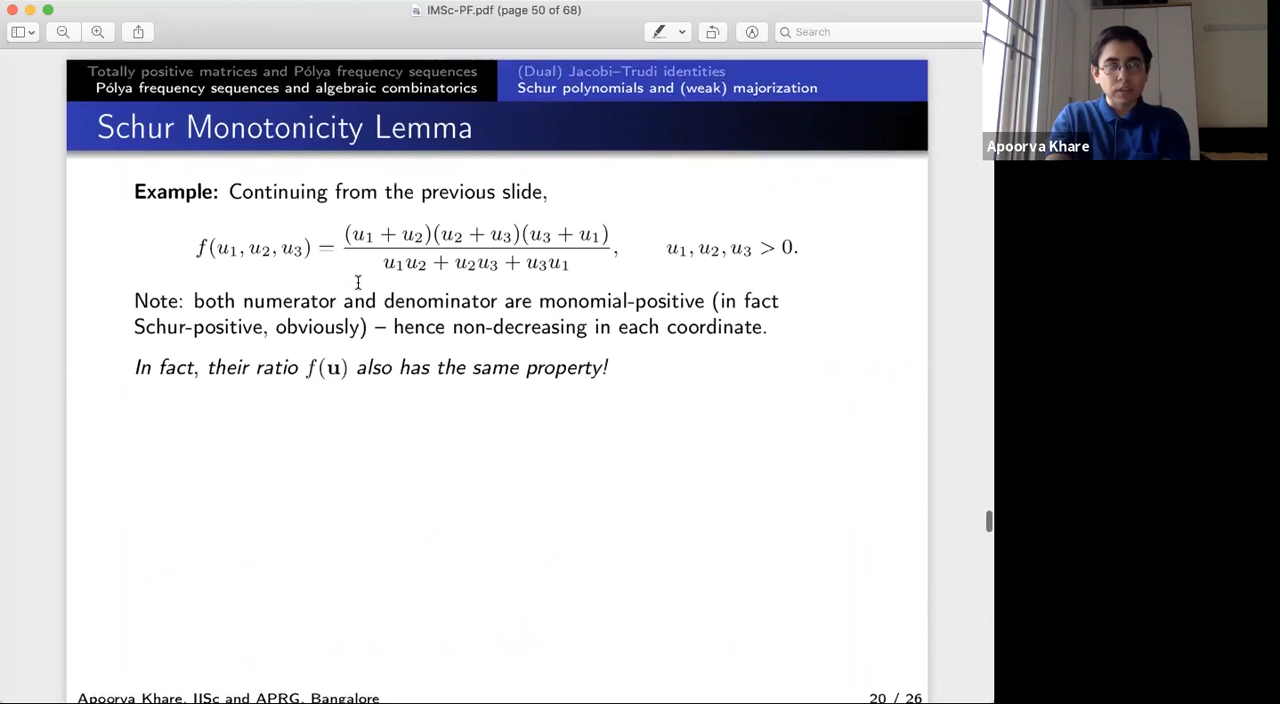 IMSc-PF.pdf (page 50 of 68)
Search
Totally positive matrices and Pólya frequency sequences
Pólya frequency sequences and algebraic combinatorics
(Dual) Jacobi–Trudi identities
Schur polynomials and (weak) majorization
Schur Monotonicity Lemma
Example: Continuing from the previous slide,
f(u₁, u₂, u₃) = (u₁ + u₂)(u₂ + u₃)(u₃ + u₁) / u₁u₂ + u₂u₃ + u₃u₁ , u₁, u₂, u₃ > 0.
Note: both numerator and denominator are monomial-positive (in fact
Schur-positive, obviously) – hence non-decreasing in each coordinate.
In fact, their ratio f(u) also has the same property!
Apoorva Khare, IISc and APRG, Bangalore
20 / 26
Apoorva Khare